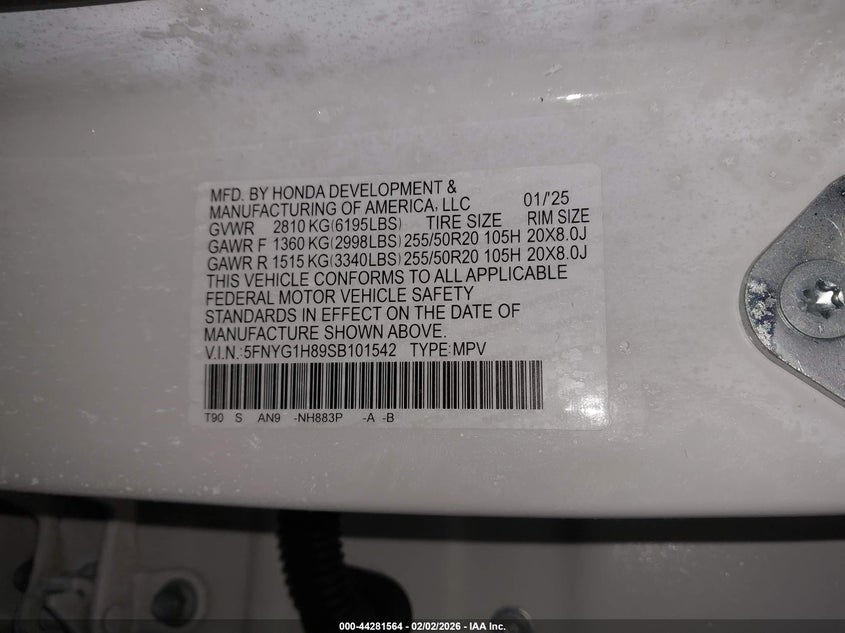 MFD. BY HONDA DEVELOPMENT &
MANUFACTURING OF AMERICA, LLC 01/'25
GVWR 2810 KG(6195LBS) TIRE SIZE RIM SIZE
GAWR F 1360 KG(2998LBS) 255/50R20 105H 20X8.0J
GAWR R 1515 KG(3340LBS) 255/50R20 105H 20X8.0J
THIS VEHICLE CONFORMS TO ALL APPLICABLE
FEDERAL MOTOR VEHICLE SAFETY
STANDARDS IN EFFECT ON THE DATE OF
MANUFACTURE SHOWN ABOVE.
V.I.N.:5FNYG1H89SB101542 TYPE:MPV
T90 S AN9 -NH883P -A -B
000-44281564 - 02/02/2026 - IAA Inc.